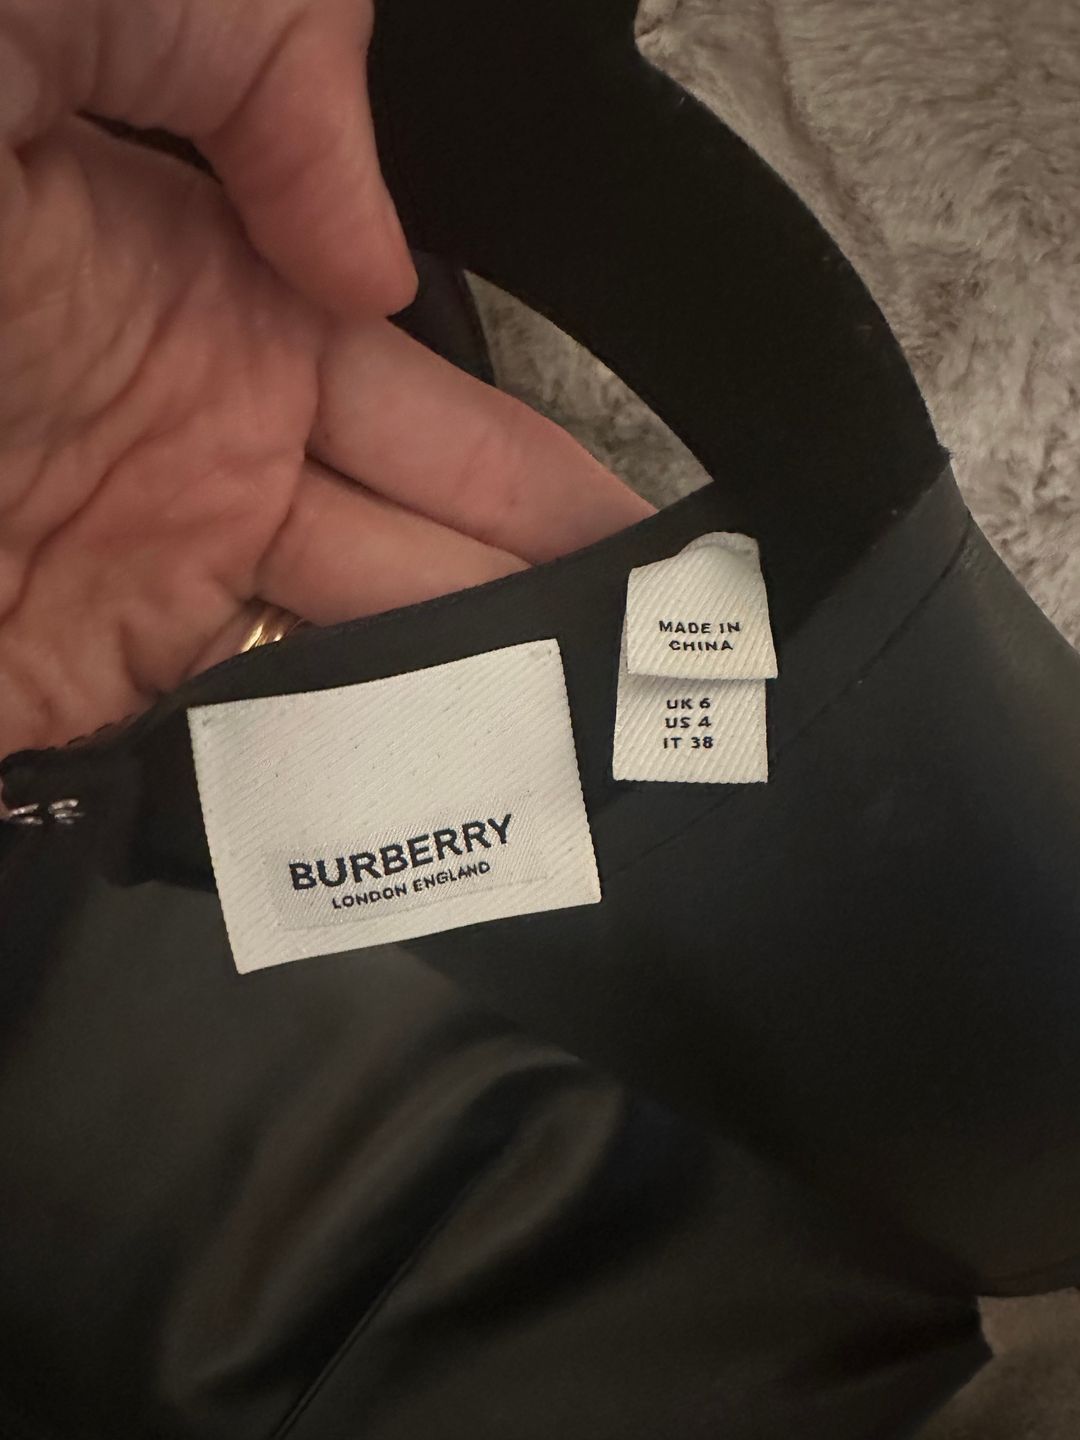 MADE IN
CHINA
UK 6
US 4
IT 38
BURBERRY
LONDON ENGLAND